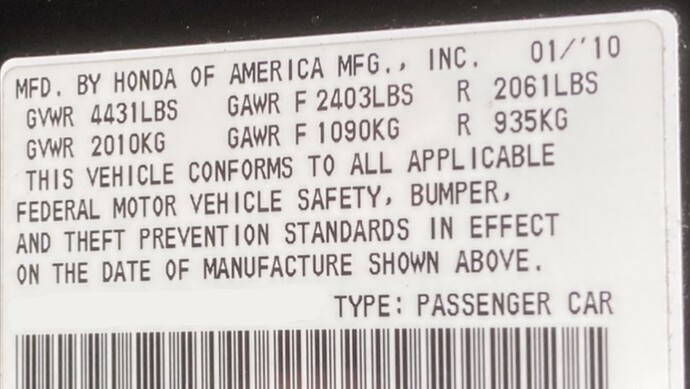 MFD. BY HONDA OF AMERICA MFG., INC. 01/'10
GVWR 4431LBS GAWR F 2403LBS R 2061LBS
GVWR 2010KG GAWR F 1090KG R 935KG
THIS VEHICLE CONFORMS TO ALL APPLICABLE
FEDERAL MOTOR VEHICLE SAFETY, BUMPER,
AND THEFT PREVENTION STANDARDS IN EFFECT
ON THE DATE OF MANUFACTURE SHOWN ABOVE.
TYPE: PASSENGER CAR